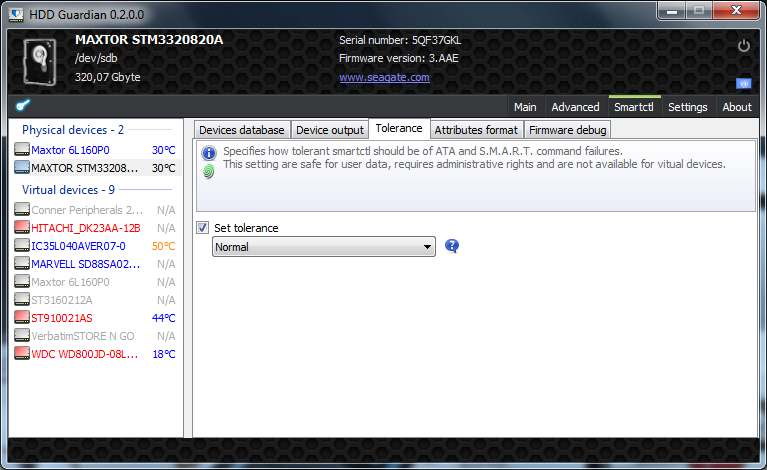 HDD Guardian 0.2.0.0
MAXTOR STM3320820A
/dev/sdb
320,07 Gbyte
Serial number: 5QF37GKL
Firmware version: 3.AAE
www.seagate.com
Main Advanced Smartctl Settings About
Physical devices - 2
Maxtor 6L160P0 30°C
MAXTOR STM33208... 30°C
Virtual devices - 9
Conner Peripherals 2... N/A
HITACHI_DK23AA-12B N/A
IC35L040AVER07-0 50°C
MARVELL SD88SA02... N/A
Maxtor 6L160P0 N/A
ST3160212A N/A
ST910021AS 44°C
VerbatimSTORE N GO N/A
WDC WD800JD-08L... 18°C
Devices database Device output Tolerance Attributes format Firmware debug
Specifies how tolerant smartctl should be of ATA and S.M.A.R.T. command failures.
This setting are safe for user data, requires administrative rights and are not available for vitual devices.
Set tolerance
Normal